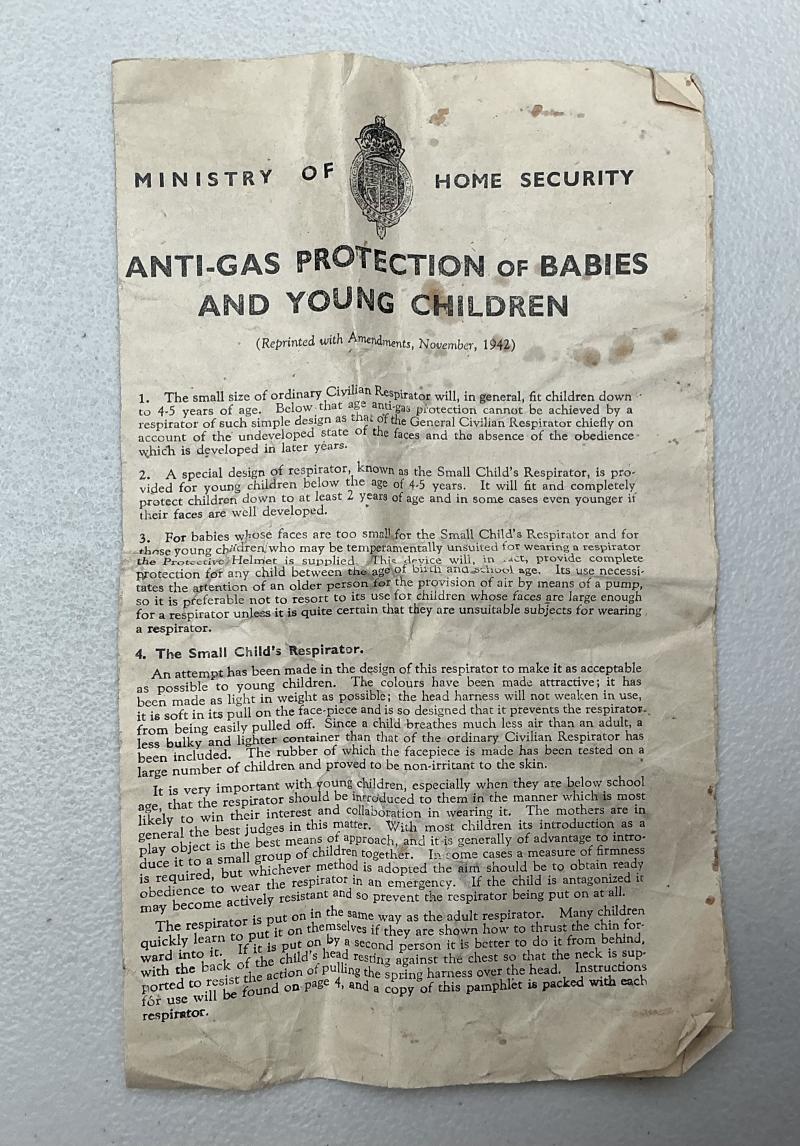 MINISTRY OF HOME SECURITY
ANTI-GAS PROTECTION OF BABIES
AND YOUNG CHILDREN
(Reprinted with Amendments, November, 1942)
1. The small size of ordinary Civilian Respirator will, in general, fit children down
to 4-5 years of age. Below that age anti-gas protection cannot be achieved by a
respirator of such simple design as that of the General Civilian Respirator chiefly on
account of the undeveloped state of the faces and the absence of the obedience
which is developed in later years.
2. A special design of respirator, known as the Small Child's Respirator, is pro-
vided for young children below the age of 4-5 years. It will fit and completely
protect children down to at least 2 years of age and in some cases even younger if
their faces are well developed.
3. For babies whose faces are too small for the Small Child's Respirator and for
those young children who may be temperamentally unsuited for wearing a respirator
the Protective Helmet is supplied. This device will, in fact, provide complete
protection for any child between the age of birth and school age. Its use necessi-
tates the attention of an older person for the provision of air by means of a pump,
so it is preferable not to resort to its use for children whose faces are large enough
for a respirator unless it is quite certain that they are unsuitable subjects for wearing
a respirator.
4. The Small Child's Respirator.
An attempt has been made in the design of this respirator to make it as acceptable
as possible to young children. The colours have been made attractive; it has
been made as light in weight as possible; the head harness will not weaken in use,
it is soft in its pull on the face-piece and is so designed that it prevents the respirator
from being easily pulled off. Since a child breathes much less air than an adult, a
less bulky and lighter container than that of the ordinary Civilian Respirator has
been included. The rubber of which the facepiece is made has been tested on a
large number of children and proved to be non-irritant to the skin.
It is very important with young children, especially when they are below school
age, that the respirator should be introduced to them in the manner which is most
likely to win their interest and collaboration in wearing it. The mothers are in
general the best judges in this matter. With most children its introduction as a
play object is the best means of approach, and it is generally of advantage to intro-
duce it to a small group of children together. In some cases a measure of firmness
is required, but whichever method is adopted the aim should be to obtain ready
obedience to wear the respirator in an emergency. If the child is antagonized it
may become actively resistant and so prevent the respirator being put on at all.
The respirator is put on in the same way as the adult respirator. Many children
quickly learn to put it on themselves if they are shown how to thrust the chin for-
ward into it. If it is put on by a second person it is better to do it from behind,
with the back of the child's head resting against the chest so that the neck is sup-
ported to resist the action of pulling the spring harness over the head. Instructions
for use will be found on page 4, and a copy of this pamphlet is packed with each
respirator.